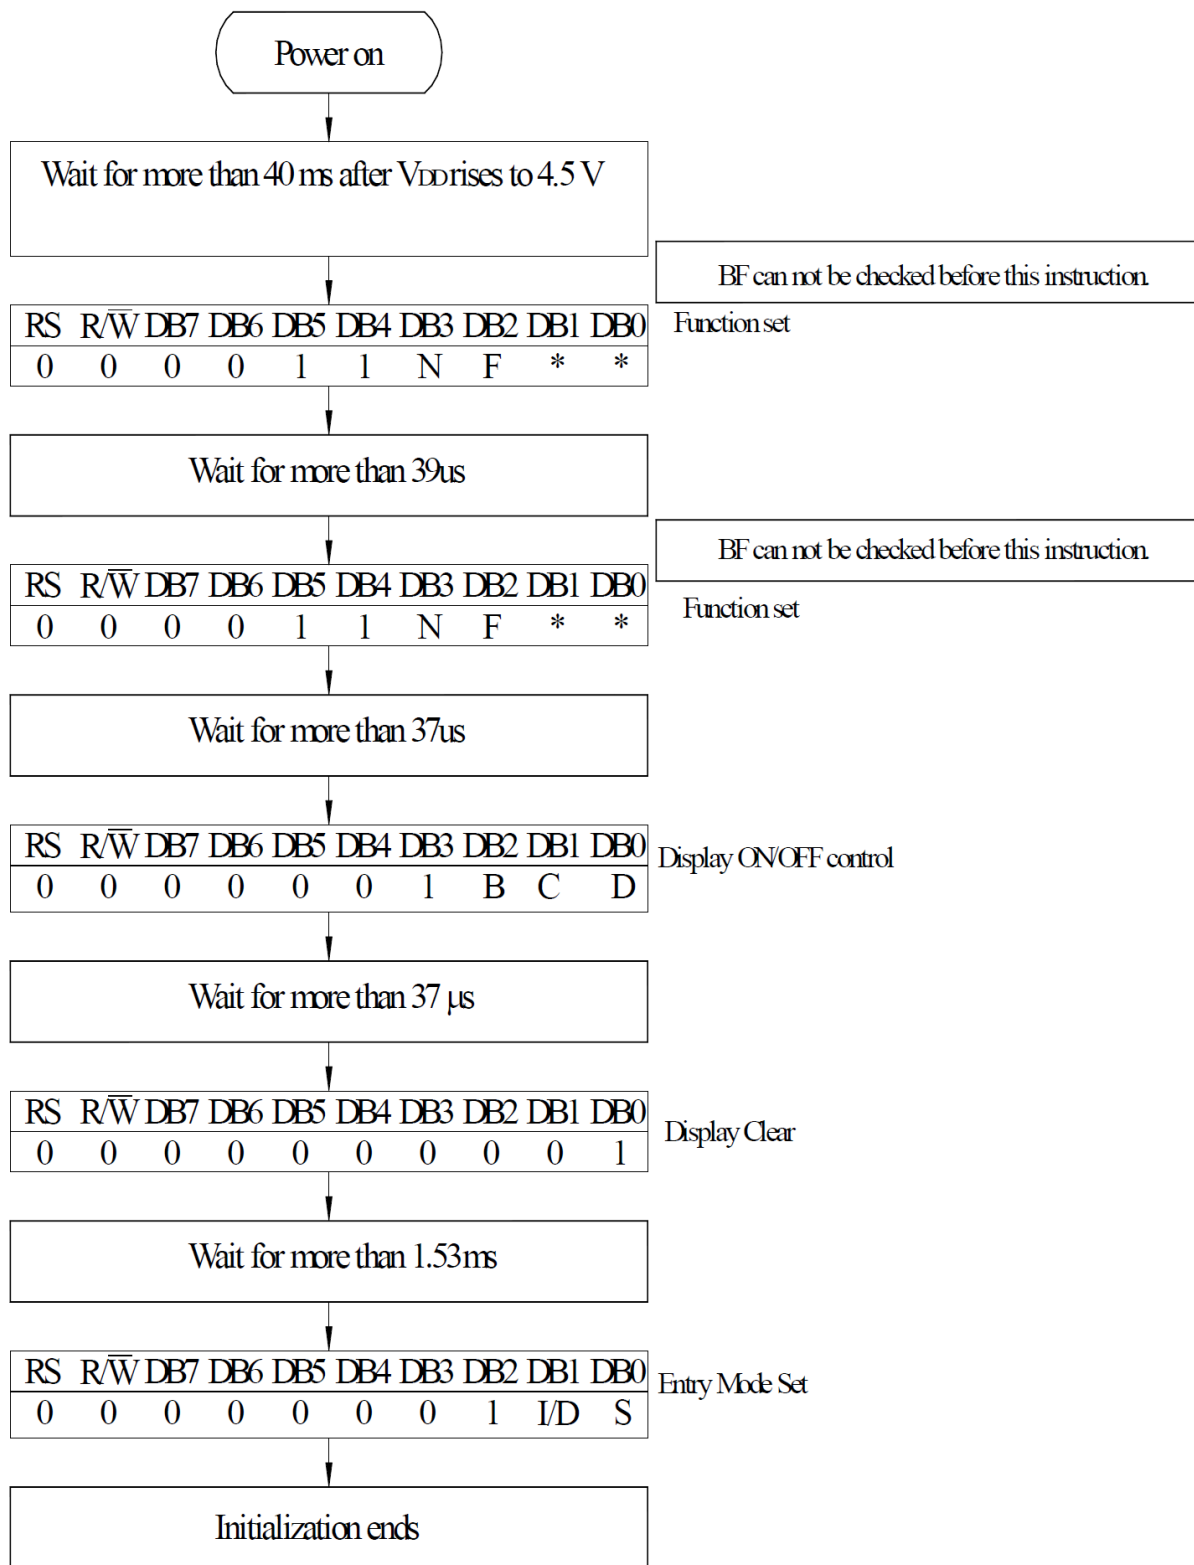 Power on
Wait for more than 40 ms after VDD rises to 4.5 V
BF can not be checked before this instruction.
RS R/W̅ DB7 DB6 DB5 DB4 DB3 DB2 DB1 DB0
Function set
0 0 0 0 1 1 N F * *
Wait for more than 39us
BF can not be checked before this instruction.
RS R/W̅ DB7 DB6 DB5 DB4 DB3 DB2 DB1 DB0
Function set
0 0 0 0 1 1 N F * *
Wait for more than 37us
RS R/W̅ DB7 DB6 DB5 DB4 DB3 DB2 DB1 DB0
Display ON/OFF control
0 0 0 0 0 0 1 B C D
Wait for more than 37 μs
RS R/W̅ DB7 DB6 DB5 DB4 DB3 DB2 DB1 DB0
Display Clear
0 0 0 0 0 0 0 0 0 1
Wait for more than 1.53ms
RS R/W̅ DB7 DB6 DB5 DB4 DB3 DB2 DB1 DB0
Entry Mode Set
0 0 0 0 0 0 0 1 I/D S
Initialization ends